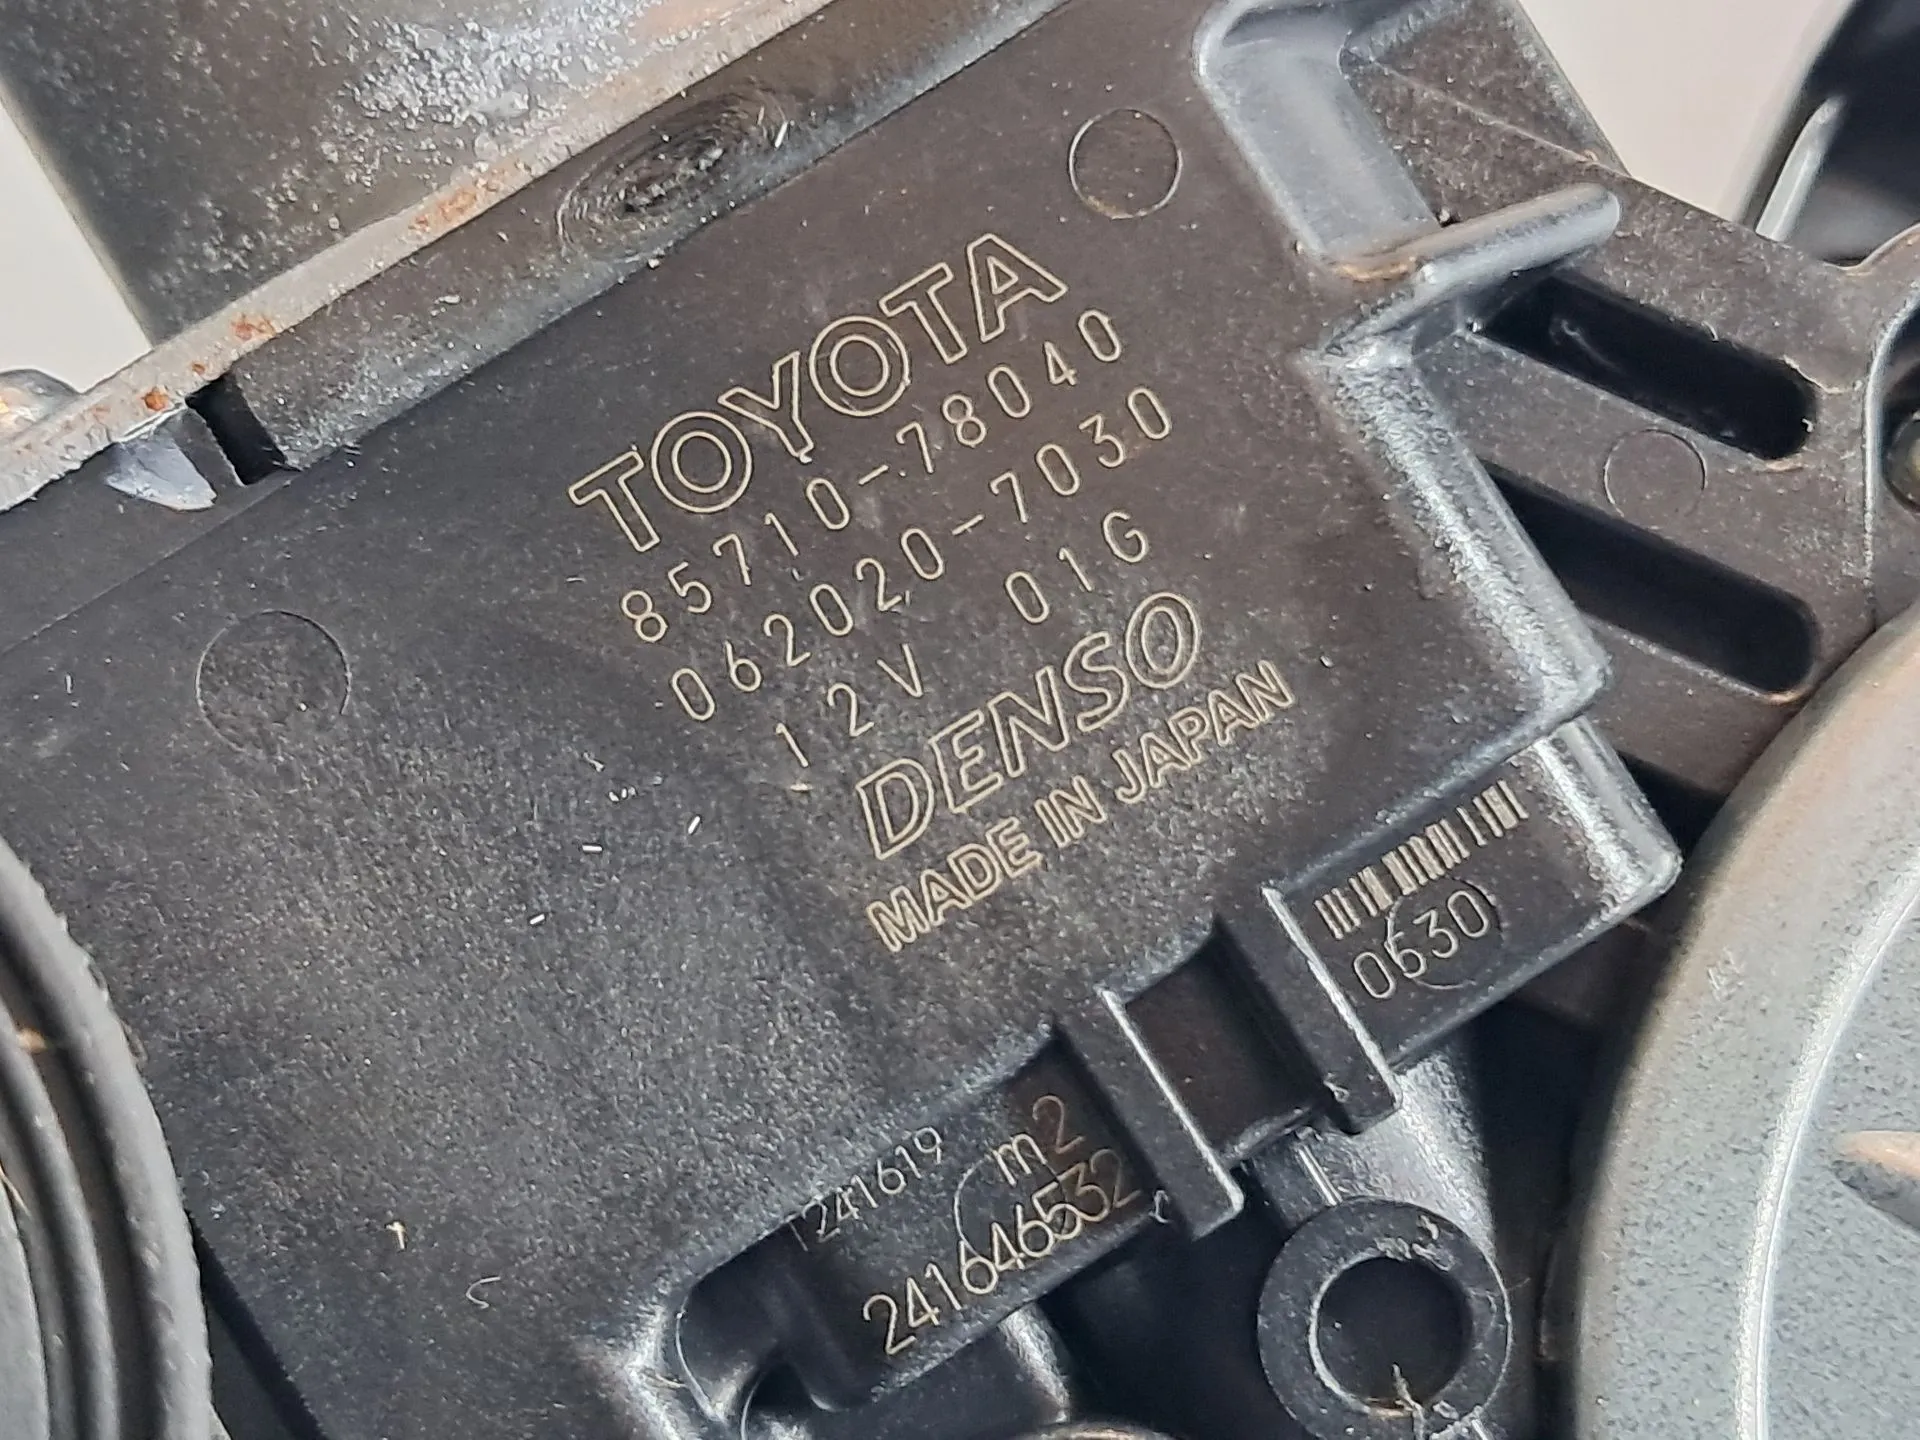 TOYOTA
85710-78040
062020-7030
12V 01G
DENSO
MADE IN JAPAN
0630
241619 m2
241646532